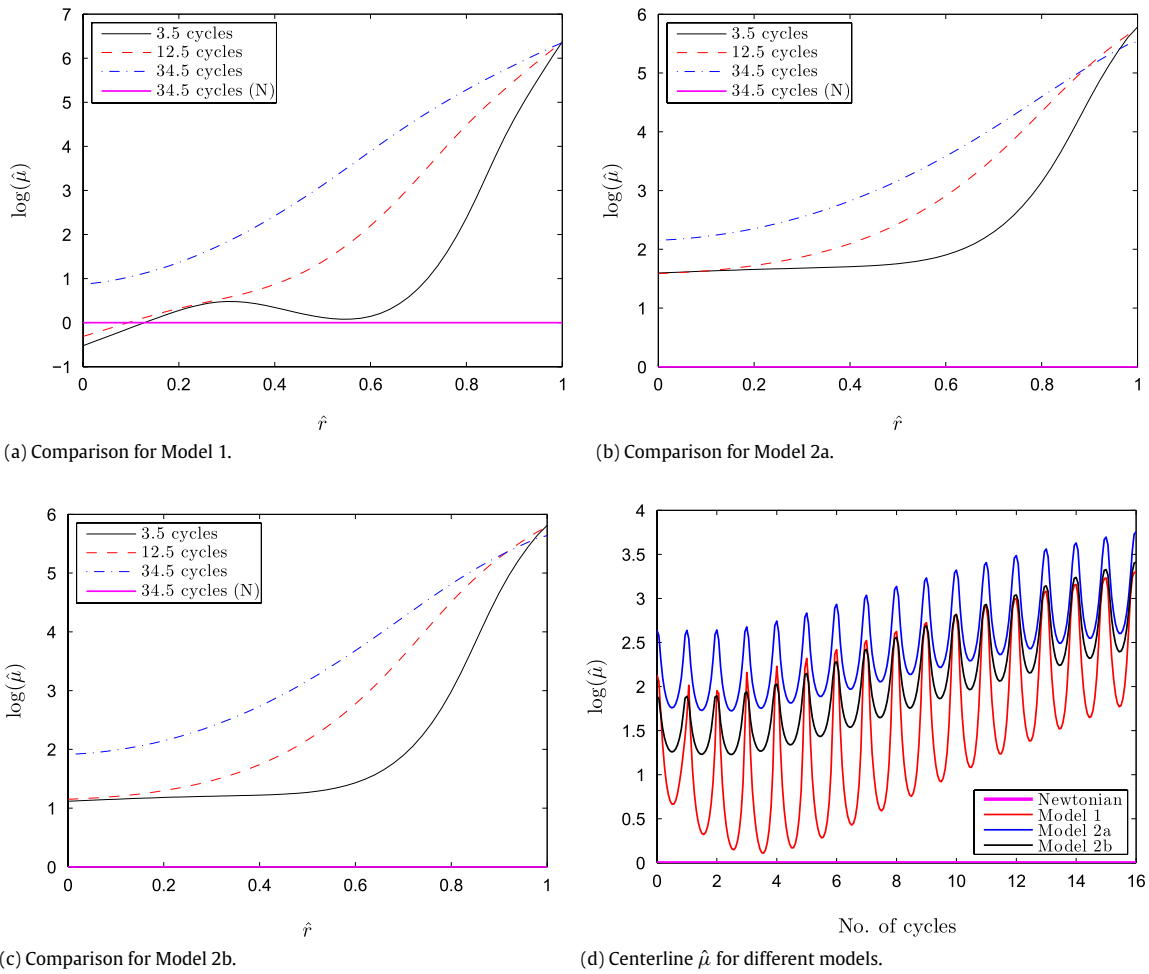 7
6
5
4
3
2
1
0
−1
log(μ̂)
3.5 cycles
12.5 cycles
34.5 cycles
34.5 cycles (N)
0 0.2 0.4 0.6 0.8 1
r̂
(a) Comparison for Model 1.
6
5
4
3
2
1
0
log(μ̂)
3.5 cycles
12.5 cycles
34.5 cycles
34.5 cycles (N)
0 0.2 0.4 0.6 0.8 1
r̂
(b) Comparison for Model 2a.
6
5
4
3
2
1
0
log(μ̂)
3.5 cycles
12.5 cycles
34.5 cycles
34.5 cycles (N)
0 0.2 0.4 0.6 0.8 1
r̂
(c) Comparison for Model 2b.
4
3.5
3
2.5
2
1.5
1
0.5
0
log(μ̂)
Newtonian
Model 1
Model 2a
Model 2b
0 2 4 6 8 10 12 14 16
No. of cycles
(d) Centerline μ̂ for different models.